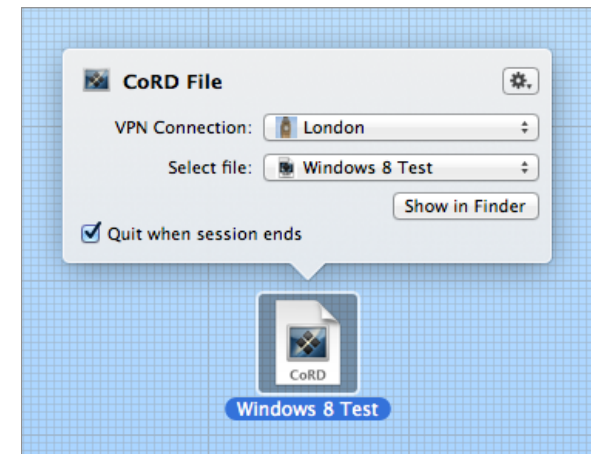 CoRD File
VPN Connection: London
Select file: Windows 8 Test
Show in Finder
Quit when session ends
CoRD
Windows 8 Test